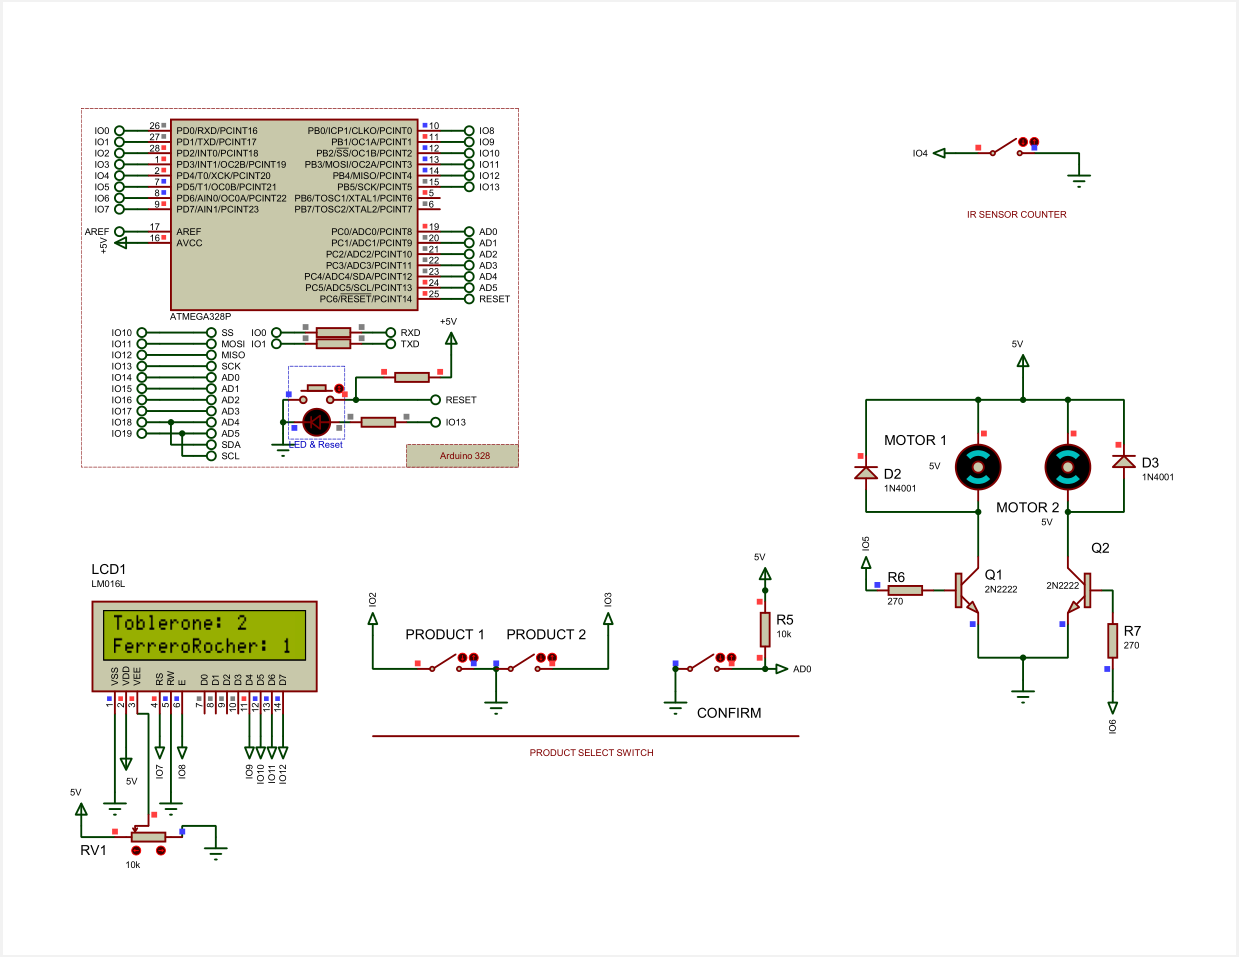 IO0 26 PD0/RXD/PCINT16 PB0/ICP1/CLKO/PCINT0 10 IO8
IO1 27 PD1/TXD/PCINT17 PB1/OC1A/PCINT1 11 IO9
IO2 28 PD2/INT0/PCINT18 PB2/SS/OC1B/PCINT2 12 IO10
IO3 1 PD3/INT1/OC2B/PCINT19 PB3/MOSI/OC2A/PCINT3 13 IO11
IO4 2 PD4/T0/XCK/PCINT20 PB4/MISO/PCINT4 14 IO12
IO5 7 PD5/T1/OC0B/PCINT21 PB5/SCK/PCINT5 15 IO13
IO6 8 PD6/AIN0/OC0A/PCINT22 PB6/TOSC1/XTAL1/PCINT6 5
IO7 9 PD7/AIN1/PCINT23 PB7/TOSC2/XTAL2/PCINT7 6
AREF 17 AREF PC0/ADC0/PCINT8 19 AD0
+5V 16 AVCC PC1/ADC1/PCINT9 20 AD1
PC2/ADC2/PCINT10 21 AD2
PC3/ADC3/PCINT11 22 AD3
PC4/ADC4/SDA/PCINT12 23 AD4
PC5/ADC5/SCL/PCINT13 24 AD5
PC6/RESET/PCINT14 25 RESET
ATMEGA328P
IO10 SS IO0 RXD
IO11 MOSI IO1 TXD
IO12 MISO
IO13 SCK
IO14 AD0
IO15 AD1
IO16 AD2
IO17 AD3
IO18 AD4
IO19 AD5
SDA
SCL
+5V
RESET
IO13
LED & Reset
Arduino 328
IO4
IR SENSOR COUNTER
5V
MOTOR 1
5V
D2
1N4001
MOTOR 2
5V
D3
1N4001
IO5
R6
270
Q1
2N2222
Q2
2N2222
R7
270
IO6
LCD1
LM016L
Toblerone: 2
FerreroRocher: 1
VSS VDD VEE RS RW E D0 D1 D2 D3 D4 D5 D6 D7
1 2 3 4 5 6 7 8 9 10 11 12 13 14
5V IO7 IO8 IO9 IO10 IO11 IO12
5V
RV1
10k
IO2
PRODUCT 1
PRODUCT 2
IO3
5V
R5
10k
AD0
CONFIRM
PRODUCT SELECT SWITCH